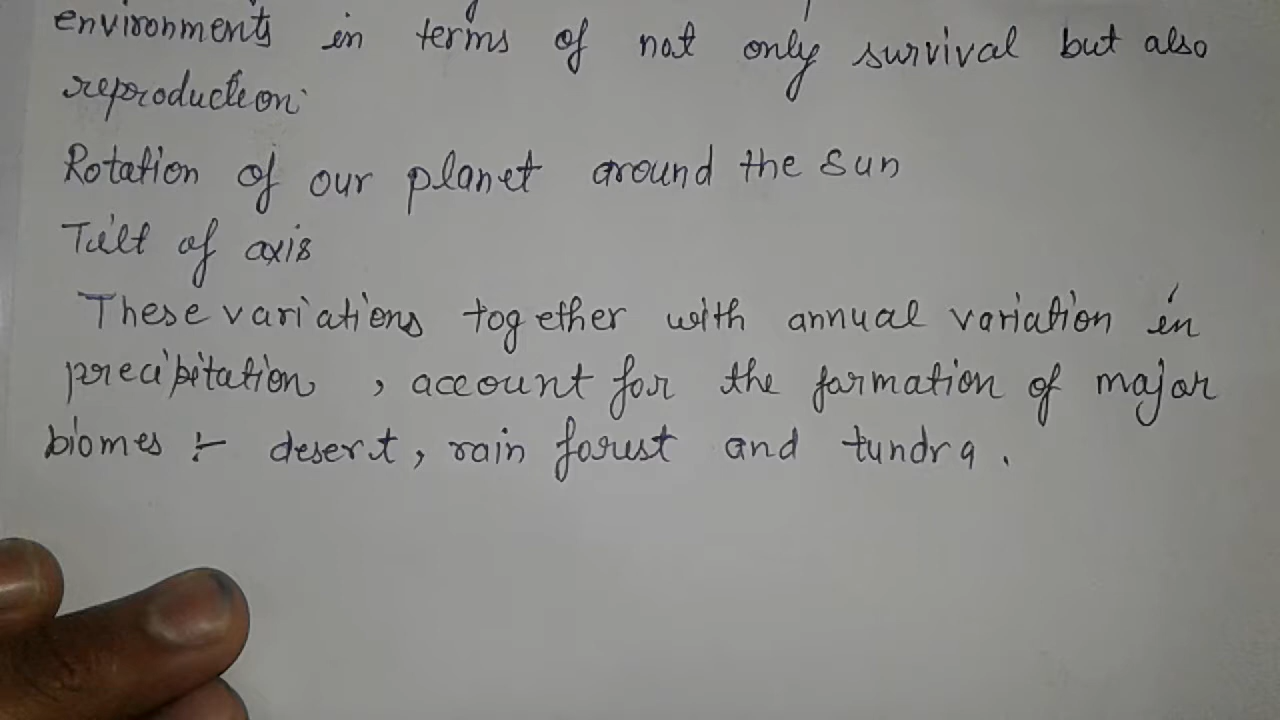 environments in terms of not only survival but also
reproduction.
Rotation of our planet around the sun
Tilt of axis
These variations together with annual variation in
precipitation, account for the formation of major
biomes :- desert, rain forest and tundra.